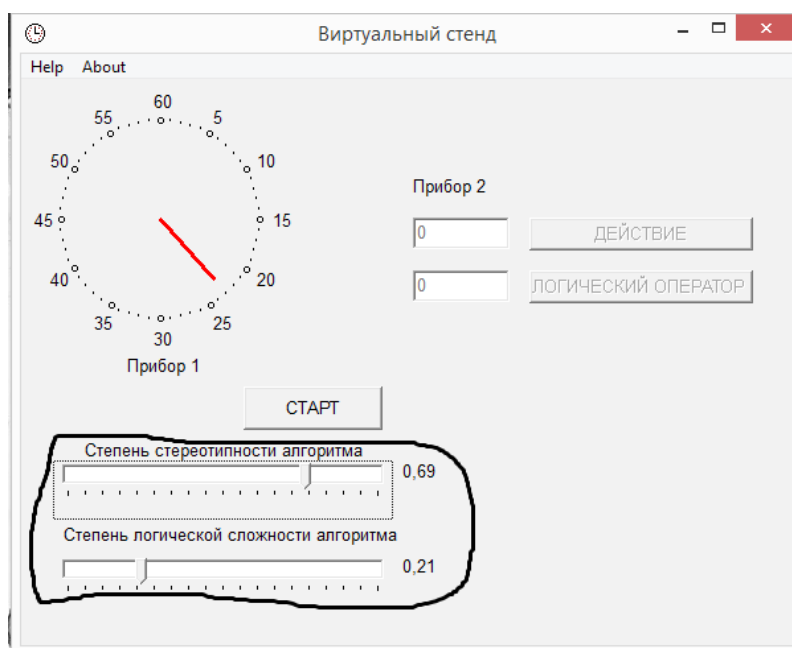 Виртуальный стенд
Help About
60
55 5
50 10
45 15
40 20
35 25
30
Прибор 1
Прибор 2
0 ДЕЙСТВИЕ
0 ЛОГИЧЕСКИЙ ОПЕРАТОР
СТАРТ
Степень стереотипности алгоритма
0,69
Степень логической сложности алгоритма
0,21